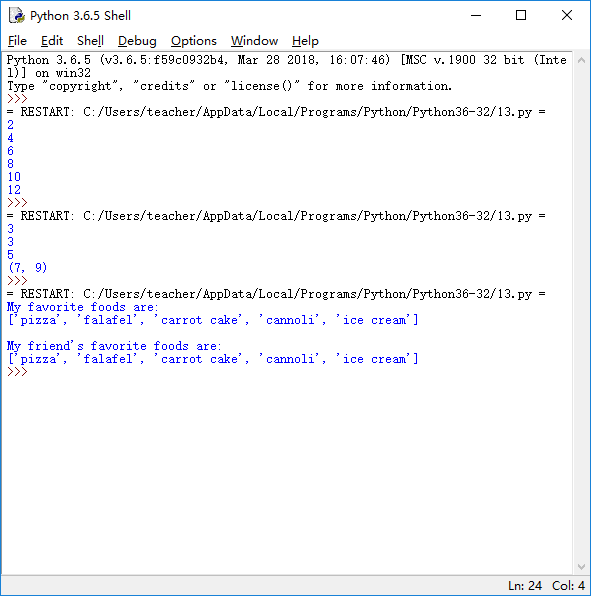 Python 3.6.5 Shell
File Edit Shell Debug Options Window Help
Python 3.6.5 (v3.6.5:f59c0932b4, Mar 28 2018, 16:07:46) [MSC v.1900 32 bit (Inte
l)] on win32
Type "copyright", "credits" or "license()" for more information.
>>>
= RESTART: C:/Users/teacher/AppData/Local/Programs/Python/Python36-32/13.py =
2
4
6
8
10
12
>>>
= RESTART: C:/Users/teacher/AppData/Local/Programs/Python/Python36-32/13.py =
3
3
5
(7, 9)
>>>
= RESTART: C:/Users/teacher/AppData/Local/Programs/Python/Python36-32/13.py =
My favorite foods are:
['pizza', 'falafel', 'carrot cake', 'cannoli', 'ice cream']
My friend's favorite foods are:
['pizza', 'falafel', 'carrot cake', 'cannoli', 'ice cream']
>>>
Ln: 24 Col: 4